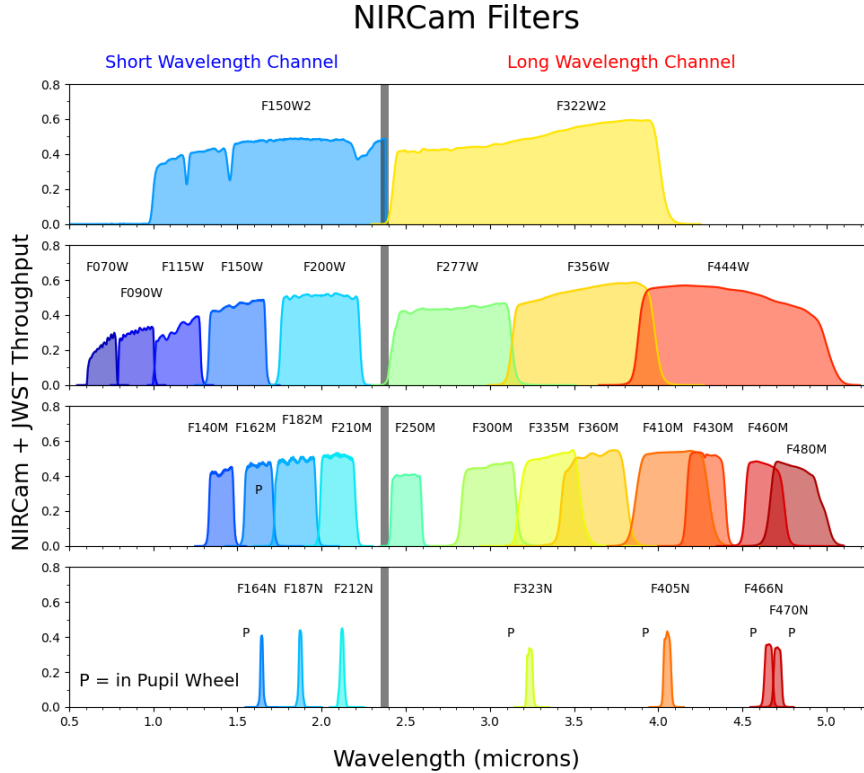 NIRCam Filters
Short Wavelength Channel Long Wavelength Channel
NIRCam + JWST Throughput
0.8
0.6
0.4
0.2
0.0
F150W2 F322W2
0.8
0.6
0.4
0.2
0.0
F070W F115W F150W F200W F277W F356W F444W
F090W
0.8
0.6
0.4
0.2
0.0
F182M
F140M F162M F210M F250M F300M F335M F360M F410M F430M F460M
F480M
P
0.8
0.6
0.4
0.2
0.0
F164N F187N F212N F323N F405N F466N
F470N
P P P P P
P = in Pupil Wheel
0.5 1.0 1.5 2.0 2.5 3.0 3.5 4.0 4.5 5.0
Wavelength (microns)